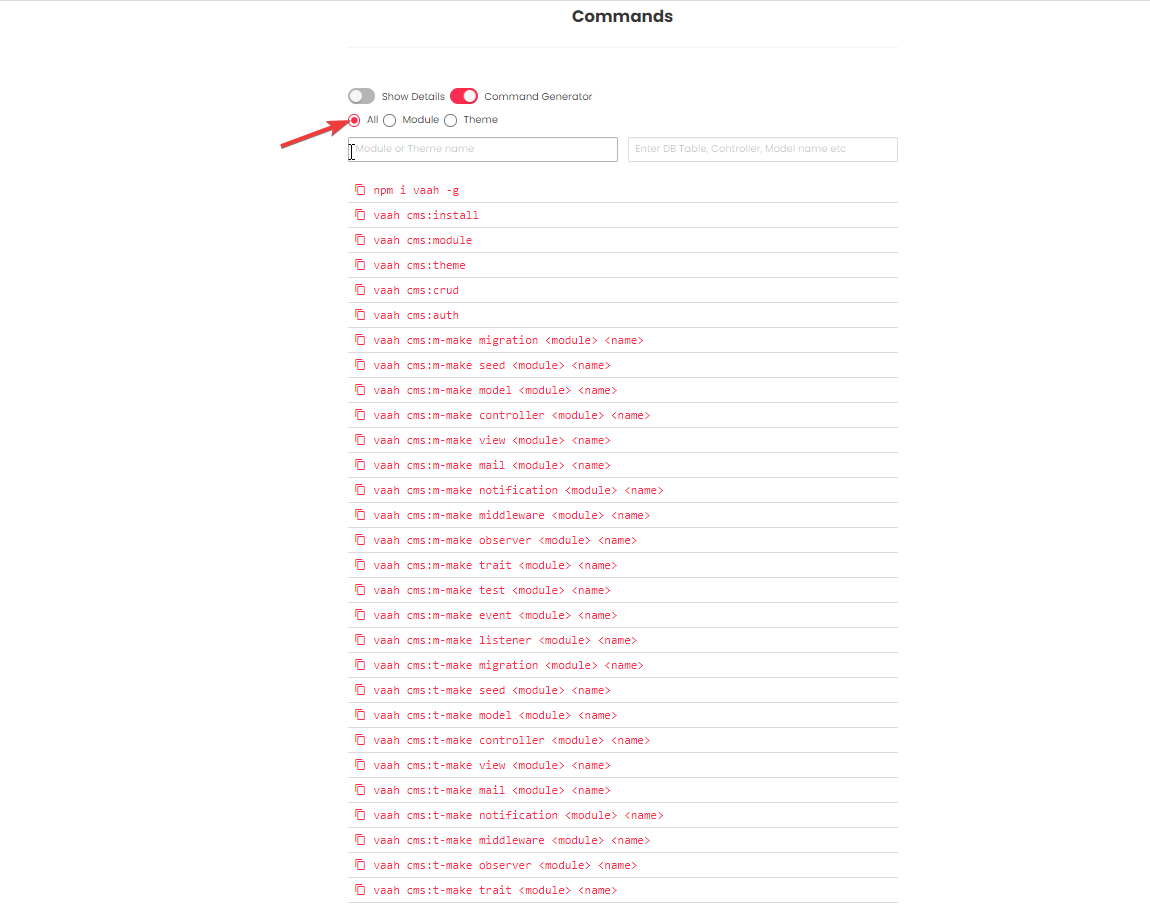 Commands
Show Details Command Generator
All Module Theme
Module or Theme name Enter DB Table, Controller, Model name etc
npm i vaah -g
vaah cms:install
vaah cms:module
vaah cms:theme
vaah cms:crud
vaah cms:auth
vaah cms:m-make migration <module> <name>
vaah cms:m-make seed <module> <name>
vaah cms:m-make model <module> <name>
vaah cms:m-make controller <module> <name>
vaah cms:m-make view <module> <name>
vaah cms:m-make mail <module> <name>
vaah cms:m-make notification <module> <name>
vaah cms:m-make middleware <module> <name>
vaah cms:m-make observer <module> <name>
vaah cms:m-make trait <module> <name>
vaah cms:m-make test <module> <name>
vaah cms:m-make event <module> <name>
vaah cms:m-make listener <module> <name>
vaah cms:t-make migration <module> <name>
vaah cms:t-make seed <module> <name>
vaah cms:t-make model <module> <name>
vaah cms:t-make controller <module> <name>
vaah cms:t-make view <module> <name>
vaah cms:t-make mail <module> <name>
vaah cms:t-make notification <module> <name>
vaah cms:t-make middleware <module> <name>
vaah cms:t-make observer <module> <name>
vaah cms:t-make trait <module> <name>